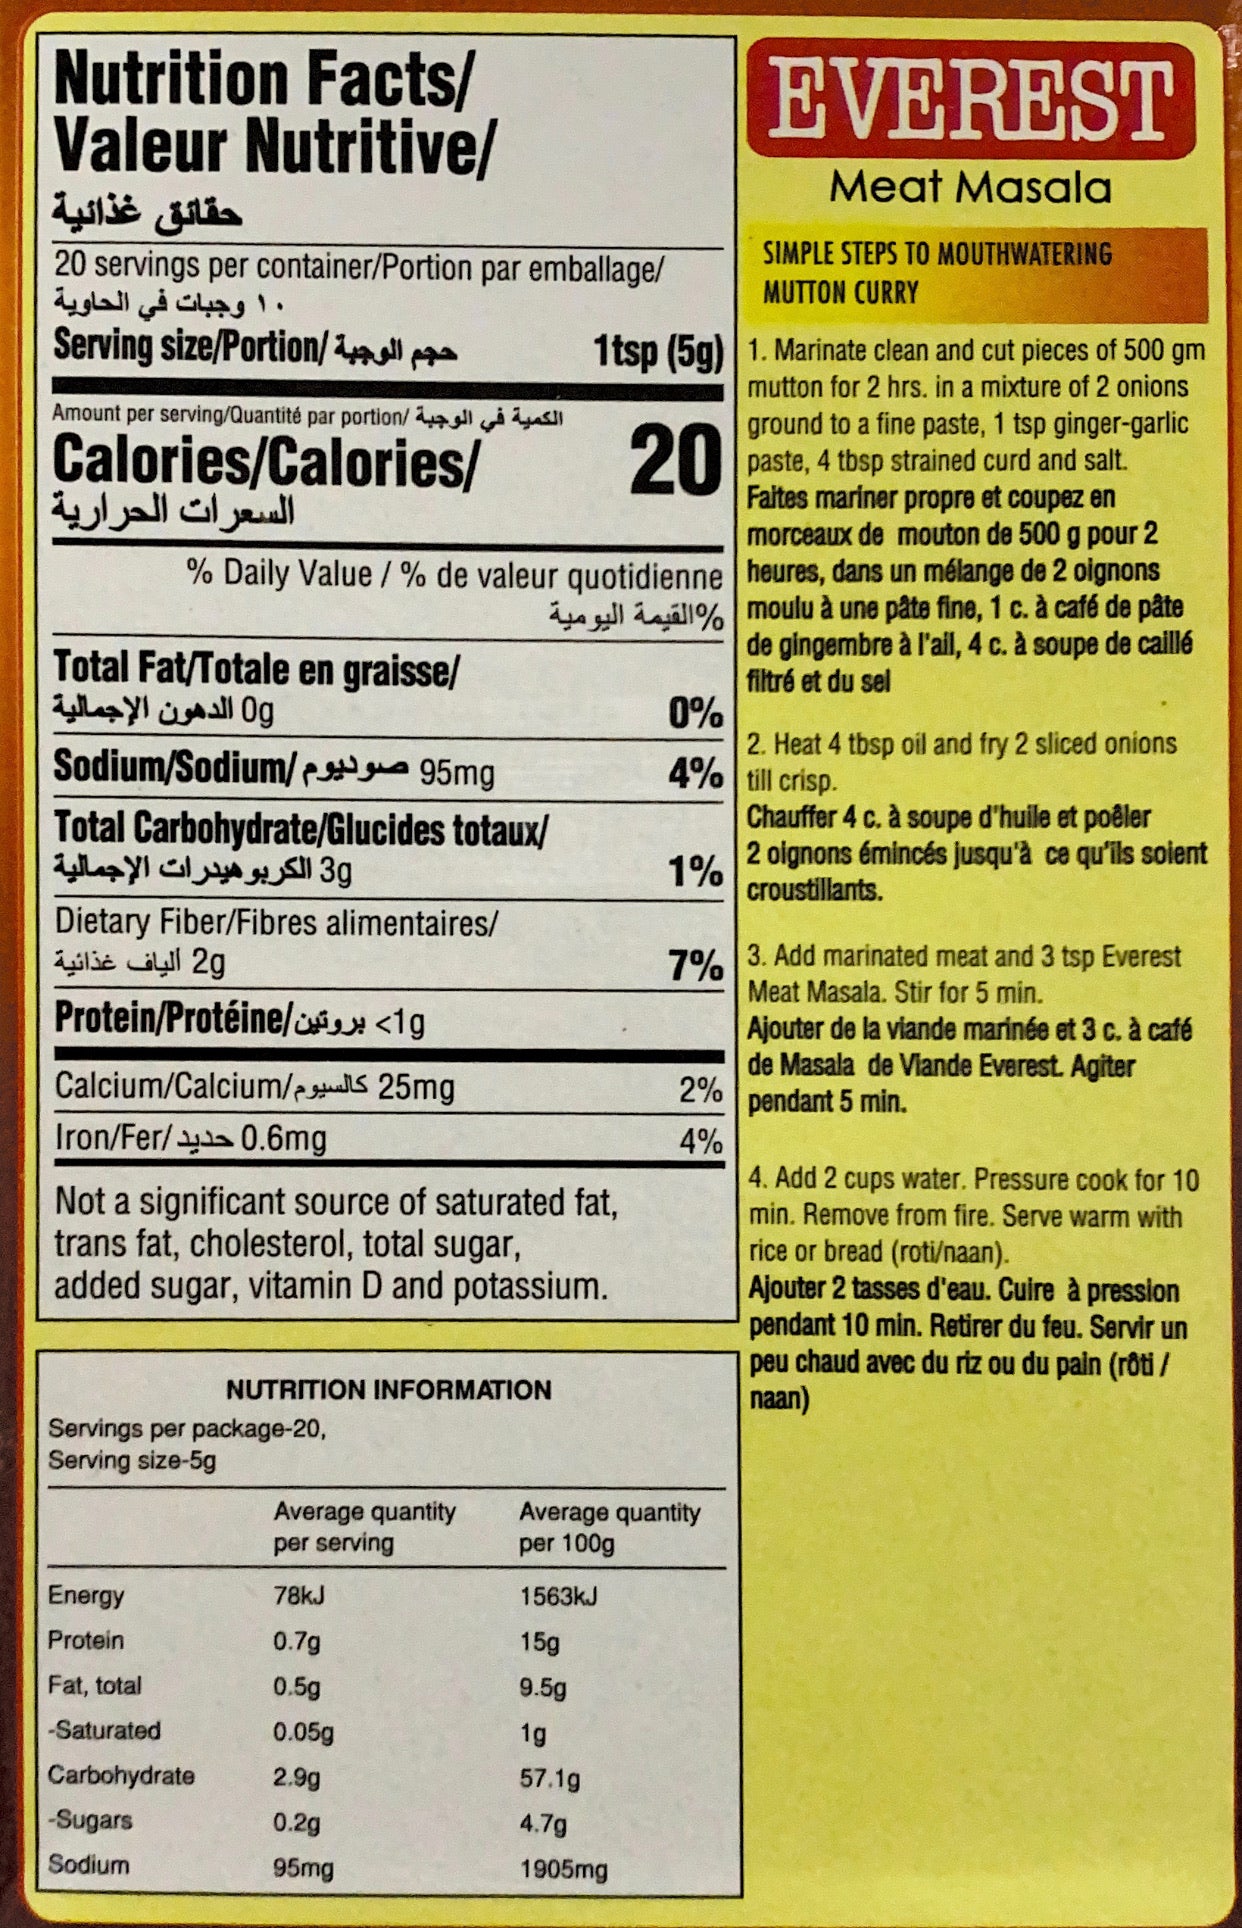 Nutrition Facts/
Valeur Nutritive/
حقائق غذائية
20 servings per container/Portion par emballage/
١٠ وجبات في الحاوية
Serving size/Portion/ حجم الوجبة 1tsp (5g)
Amount per serving/Quantité par portion/ الكمية في الوجبة
Calories/Calories/ 20
السعرات الحرارية
% Daily Value / % de valeur quotidienne
%القيمة اليومية
Total Fat/Totale en graisse/
الدهون الإجمالية 0g 0%
Sodium/Sodium/ صوديوم 95mg 4%
Total Carbohydrate/Glucides totaux/
الكربوهيدرات الإجمالية 3g 1%
Dietary Fiber/Fibres alimentaires/
ألياف غذائية 2g 7%
Protein/Protéine/ بروتين <1g
Calcium/Calcium/ كالسيوم 25mg 2%
Iron/Fer/ حديد 0.6mg 4%
Not a significant source of saturated fat,
trans fat, cholesterol, total sugar,
added sugar, vitamin D and potassium.
NUTRITION INFORMATION
Servings per package-20,
Serving size-5g
Average quantity Average quantity
per serving per 100g
Energy 78kJ 1563kJ
Protein 0.7g 15g
Fat, total 0.5g 9.5g
-Saturated 0.05g 1g
Carbohydrate 2.9g 57.1g
-Sugars 0.2g 4.7g
Sodium 95mg 1905mg
EVEREST
Meat Masala
SIMPLE STEPS TO MOUTHWATERING
MUTTON CURRY
1. Marinate clean and cut pieces of 500 gm
mutton for 2 hrs. in a mixture of 2 onions
ground to a fine paste, 1 tsp ginger-garlic
paste, 4 tbsp strained curd and salt.
Faites mariner propre et coupez en
morceaux de mouton de 500 g pour 2
heures, dans un mélange de 2 oignons
moulu à une pâte fine, 1 c. à café de pâte
de gingembre à l'ail, 4 c. à soupe de caillé
filtré et du sel
2. Heat 4 tbsp oil and fry 2 sliced onions
till crisp.
Chauffer 4 c. à soupe d'huile et poêler
2 oignons émincés jusqu'à ce qu'ils soient
croustillants.
3. Add marinated meat and 3 tsp Everest
Meat Masala. Stir for 5 min.
Ajouter de la viande marinée et 3 c. à café
de Masala de Viande Everest. Agiter
pendant 5 min.
4. Add 2 cups water. Pressure cook for 10
min. Remove from fire. Serve warm with
rice or bread (roti/naan).
Ajouter 2 tasses d'eau. Cuire à pression
pendant 10 min. Retirer du feu. Servir un
peu chaud avec du riz ou du pain (rôti /
naan)